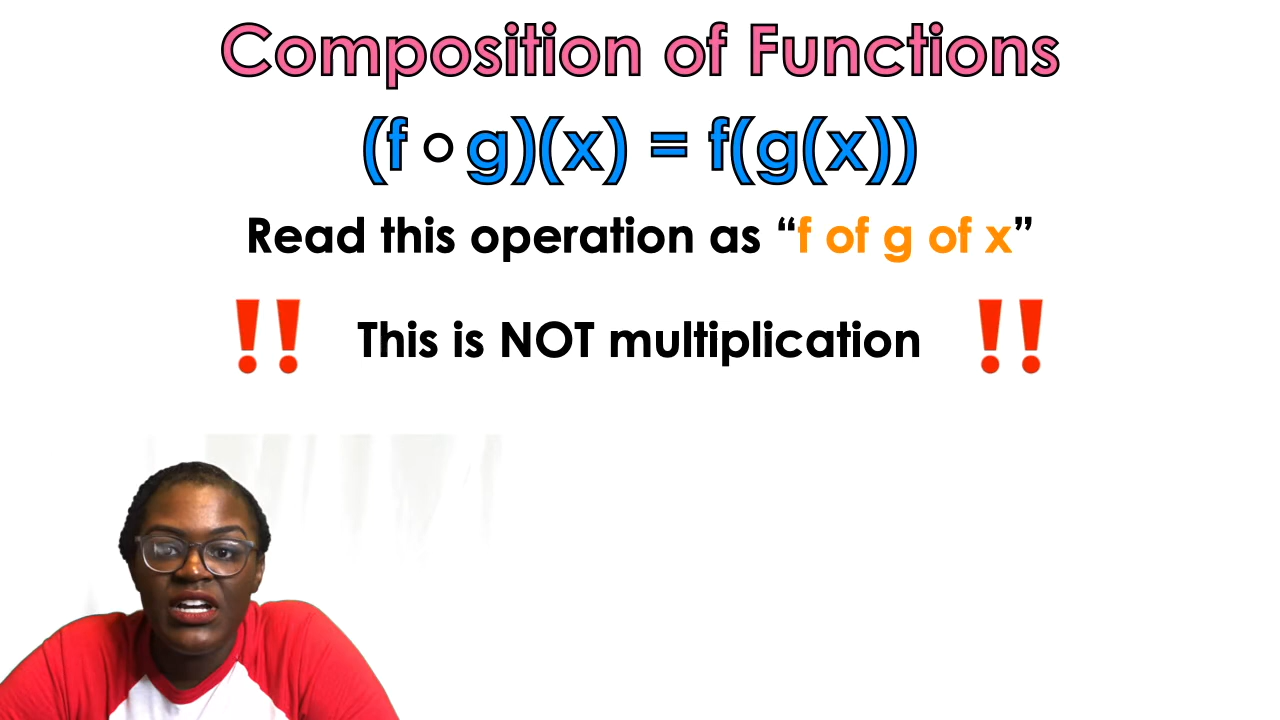 Composition of Functions
(f ∘ g)(x) = f(g(x))
Read this operation as “f of g of x”
‼ This is NOT multiplication ‼